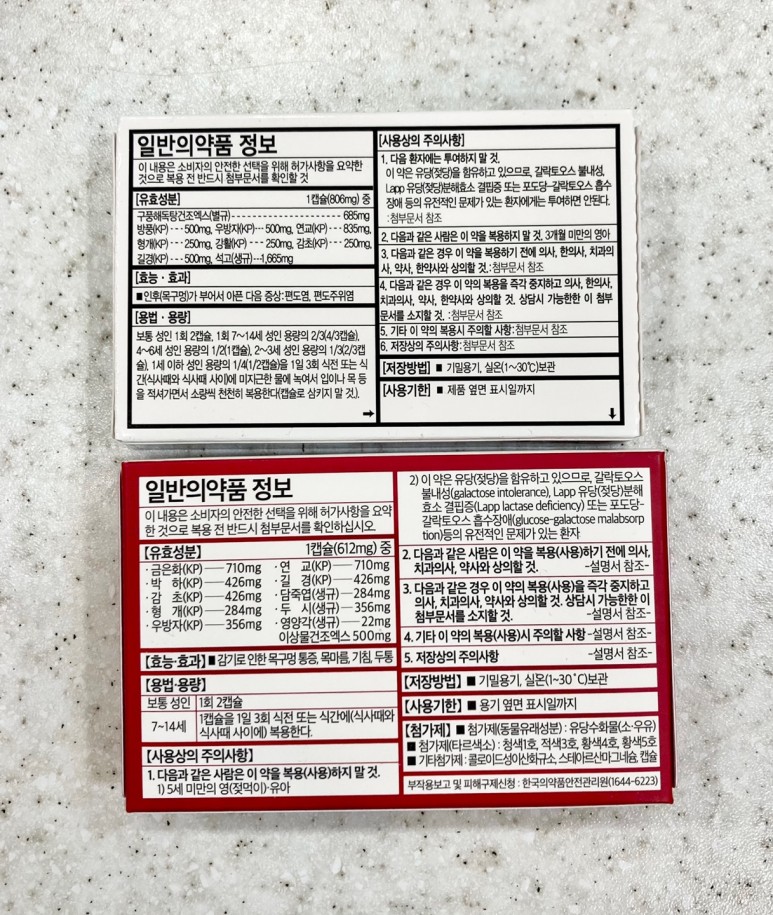 일반의약품 정보
이 내용은 소비자의 안전한 선택을 위해 허가사항을 요약한
것으로 복용 전 반드시 첨부문서를 확인할 것
[유효성분] 1캡슐(806mg) 중
구풍해독탕건조엑스(별규) 685mg
방풍(KP) --- 500mg, 우방자(KP) --- 500mg, 연교(KP) --- 835mg,
형개(KP) --- 250mg, 강활(KP) --- 250mg, 감초(KP) --- 250mg,
길경(KP) --- 500mg, 석고(생규) -- 1,665mg
[효능 · 효과]
■ 인후(목구멍)가 부어서 아픈 다음 증상: 편도염, 편도주위염
[용법 · 용량]
보통 성인 1회 2캡슐, 1회 7~14세 성인 용량의 2/3(4/3캡슐),
4~6세 성인 용량의 1/2(1캡슐), 2~3세 성인 용량의 1/3(2/3캡
슐), 1세 이하 성인 용량의 1/4(1/2캡슐)을 1일 3회 식전 또는 식
간(식사때와 식사때 사이)에 미지근한 물에 녹여서 입이나 목 등
을 적셔가면서 소량씩 천천히 복용한다(캡슐로 삼키지 말 것).
→
[사용상의 주의사항]
1. 다음 환자에는 투여하지 말 것.
이 약은 유당(젖당)을 함유하고 있으므로, 갈락토오스 불내성,
Lapp 유당(젖당)분해효소 결핍증 또는 포도당-갈락토오스 흡수
장애 등의 유전적인 문제가 있는 환자에게는 투여하면 안된다.
:첨부문서 참조
2. 다음과 같은 사람은 이 약을 복용하지 말 것. 3개월 미만의 영아
3. 다음과 같은 경우 이 약을 복용하기 전에 의사, 한의사, 치과의
사, 약사, 한약사와 상의할 것.:첨부문서 참조
4. 다음과 같은 경우 이 약의 복용을 즉각 중지하고 의사, 한의사,
치과의사, 약사, 한약사와 상의할 것. 상담시 가능한한 이 첨부
문서를 소지할 것. :첨부문서 참조
5. 기타 이 약의 복용시 주의할 사항:첨부문서 참조
6. 저장상의 주의사항:첨부문서 참조
[저장방법] ■ 기밀용기, 실온(1~30℃)보관
[사용기한] ■ 제품 옆면 표시일까지
↓
일반의약품 정보
이 내용은 소비자의 안전한 선택을 위해 허가사항을 요약
한 것으로 복용 전 반드시 첨부문서를 확인하십시오.
【유효성분】 1캡슐(612mg) 중
· 금은화(KP) — 710mg · 연 교(KP) — 710mg
· 박 하(KP) — 426mg · 길 경(KP) — 426mg
· 감 초(KP) — 426mg · 담죽엽(생규) — 284mg
· 형 개(KP) — 284mg · 두 시(생규) — 356mg
· 우방자(KP) — 356mg · 영양각(생규) — 22mg
이상물건조엑스 500mg
【효능·효과】 ■ 감기로 인한 목구멍 통증, 목마름, 기침, 두통
【용법·용량】
보통 성인 1회 2캡슐
7~14세 1캡슐을 1일 3회 식전 또는 식간에(식사때와
식사때 사이에) 복용한다.
【사용상의 주의사항】
1. 다음과 같은 사람은 이 약을 복용(사용)하지 말 것.
1) 5세 미만의 영(젖먹이)·유아
2) 이 약은 유당(젖당)을 함유하고 있으므로, 갈락토오스
불내성(galactose intolerance), Lapp 유당(젖당)분해
효소 결핍증(Lapp lactase deficiency) 또는 포도당-
갈락토오스 흡수장애(glucose-galactose malabsorp
tion)등의 유전적인 문제가 있는 환자
2. 다음과 같은 사람은 이 약을 복용(사용)하기 전에 의사,
치과의사, 약사와 상의할 것. -설명서 참조-
3. 다음과 같은 경우 이 약의 복용(사용)을 즉각 중지하고
의사, 치과의사, 약사와 상의할 것. 상담시 가능한한 이
첨부문서를 소지할 것. -설명서 참조-
4. 기타 이 약의 복용(사용)시 주의할 사항 -설명서 참조-
5. 저장상의 주의사항 -설명서 참조-
【저장방법】 ■ 기밀용기, 실온(1~30˚C)보관
【사용기한】 ■ 용기 옆면 표시일까지
【첨가제】 ■ 첨가제(동물유래성분) : 유당수화물(소·우유)
■ 첨가제(타르색소) : 청색1호, 적색3호, 황색4호, 황색5호
■ 기타첨가제 : 콜로이드성이산화규소, 스테아르산마그네슘, 캡슐
부작용보고 및 피해구제신청 : 한국의약품안전관리원(1644-6223)